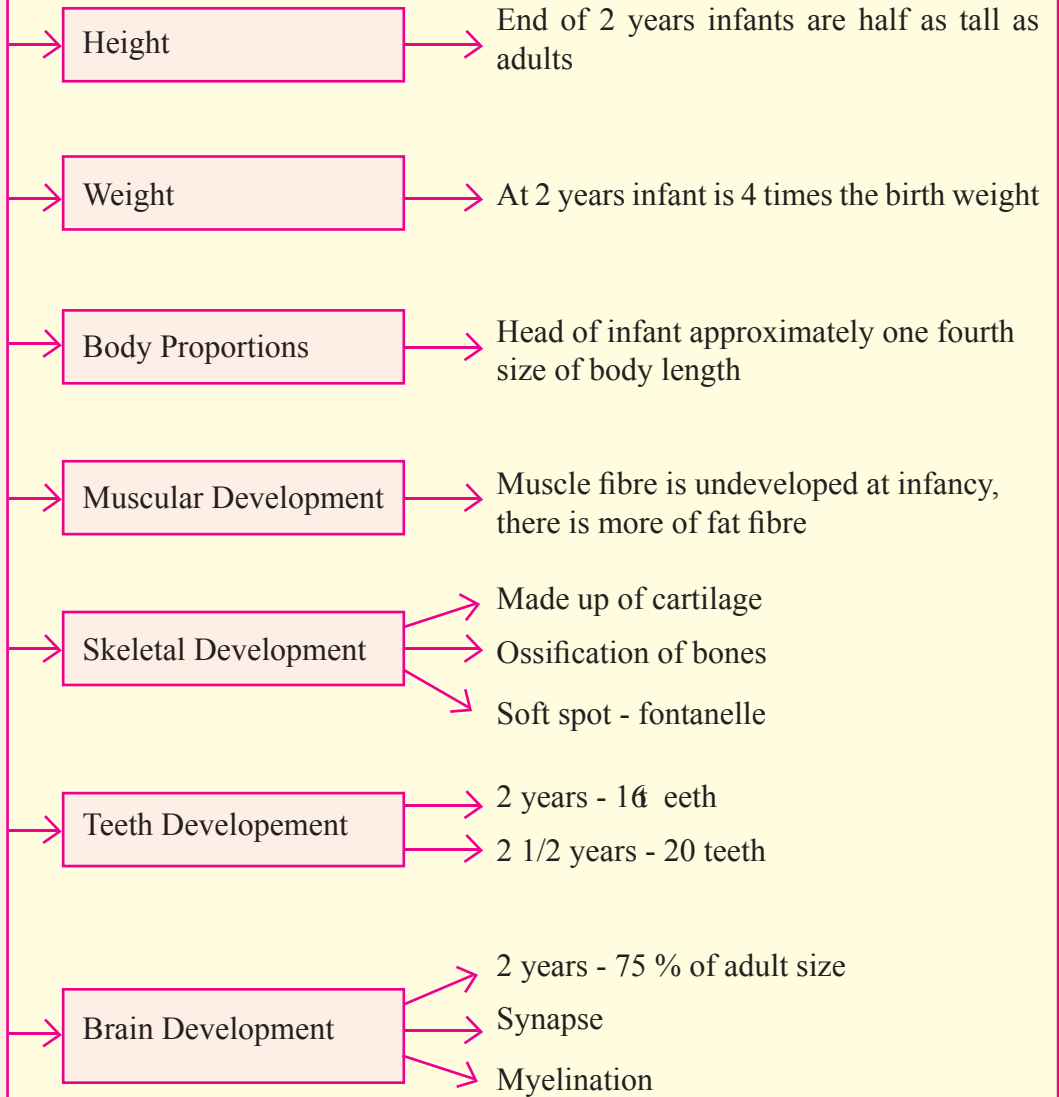 Height
End of 2 years infants are half as tall as
adults
Weight
At 2 years infant is 4 times the birth weight
Body Proportions
Head of infant approximately one fourth
size of body length
Muscular Development
Muscle fibre is undeveloped at infancy,
there is more of fat fibre
Skeletal Development
Made up of cartilage
Ossification of bones
Soft spot - fontanelle
Teeth Developement
2 years - 16t eeth
2 1/2 years - 20 teeth
Brain Development
2 years - 75 % of adult size
Synapse
Myelination